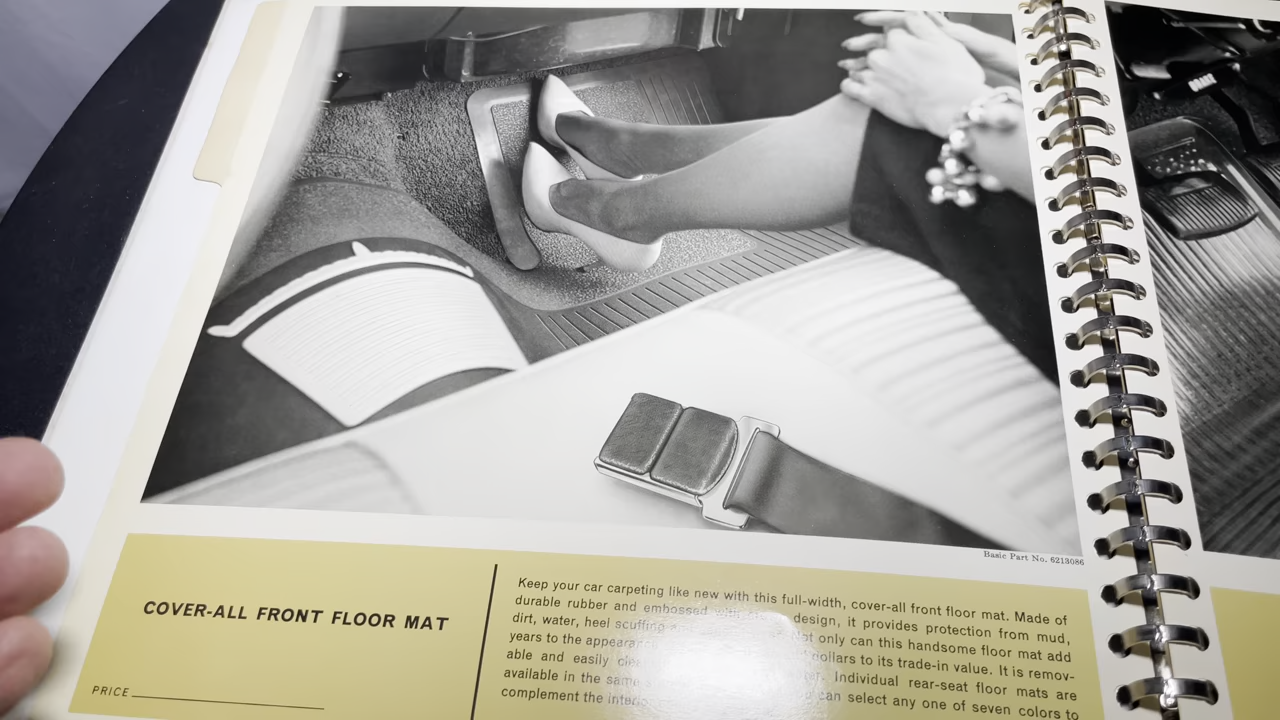 Basic Part No. 6213086
COVER-ALL FRONT FLOOR MAT
PRICE
Keep your car carpeting like new with this full-width, cover-all front floor mat. Made of
durable rubber and embossed with design, it provides protection from mud,
dirt, water, heel scuffing Not only can this handsome floor mat add
years to the appearance dollars to its trade-in value. It is remov-
able and easily Individual rear-seat floor mats are
available in the same can select any one of seven colors to
complement the